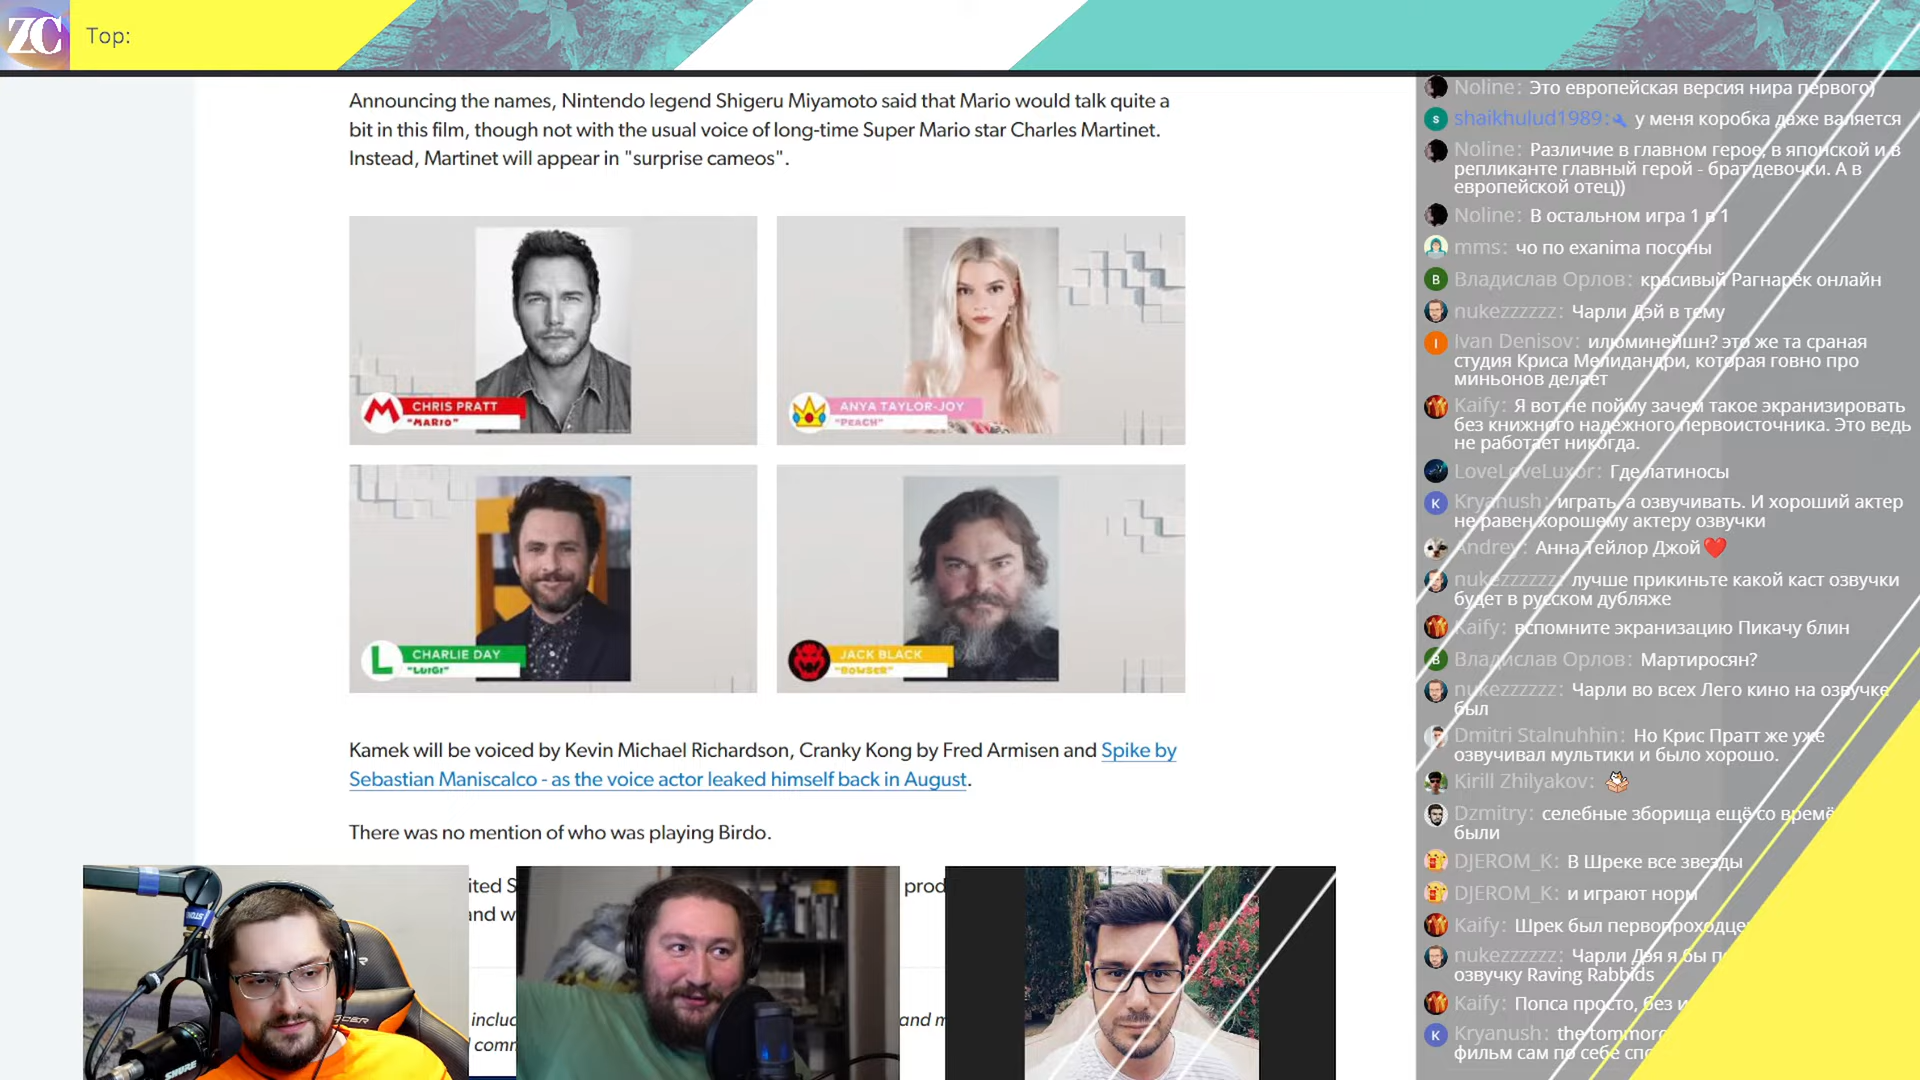 ZC
Top:
Announcing the names, Nintendo legend Shigeru Miyamoto said that Mario would talk quite a
bit in this film, though not with the usual voice of long-time Super Mario star Charles Martinet.
Instead, Martinet will appear in "surprise cameos".
M CHRIS PRATT
"MARIO"
ANYA TAYLOR-JOY
"PEACH"
L CHARLIE DAY
"LUIGI"
JACK BLACK
"BOWSER"
Kamek will be voiced by Kevin Michael Richardson, Cranky Kong by Fred Armisen and Spike by
Sebastian Maniscalco - as the voice actor leaked himself back in August.
There was no mention of who was playing Birdo.
SHURE
Noline: Это европейская версия нира первого)
s shaikhulud1989: у меня коробка даже валяется
Noline: Различие в главном герое, в японской и в
репликанте главный герой - брат девочки. А в
европейской отец))
Noline: В остальном игра 1 в 1
mms: чо по exanima посоны
В Владислав Орлов: красивый Рагнарёк онлайн
nukezzzzzz: Чарли Дэй в тему
I Ivan Denisov: илюминейшн? это же та сраная
студия Криса Мелидандри, которая говно про
миньонов делает
Kaify: Я вот не пойму зачем такое экранизировать
без книжного надежного первоисточника. Это ведь
не работает никогда.
LoveLoveLuxor: Где латиносы
K Kryanush: играть, а озвучивать. И хороший актер
не равен хорошему актеру озвучки
Andrey: Анна Тейлор Джой❤️
nukezzzzzz: лучше прикиньте какой каст озвучки
будет в русском дубляже
Kaify: вспомните экранизацию Пикачу блин
В Владислав Орлов: Мартиросян?
nukezzzzzz: Чарли во всех Лего кино на озвучке
был
Dmitri Stalnuhhin: Но Крис Пратт же уже
озвучивал мультики и было хорошо.
Kirill Zhilyakov:
Dzmitry: селебные зборища ещё со
были
DJEROM_K: В Шреке все звезды
DJEROM_K: и играют норм
Kaify: Шрек был
nukezzzzzz: Чарли Дэя я бы
озвучку Raving Rabbids
Kaify: Попса просто, без
K Kryanush: the
фильм сам по себе